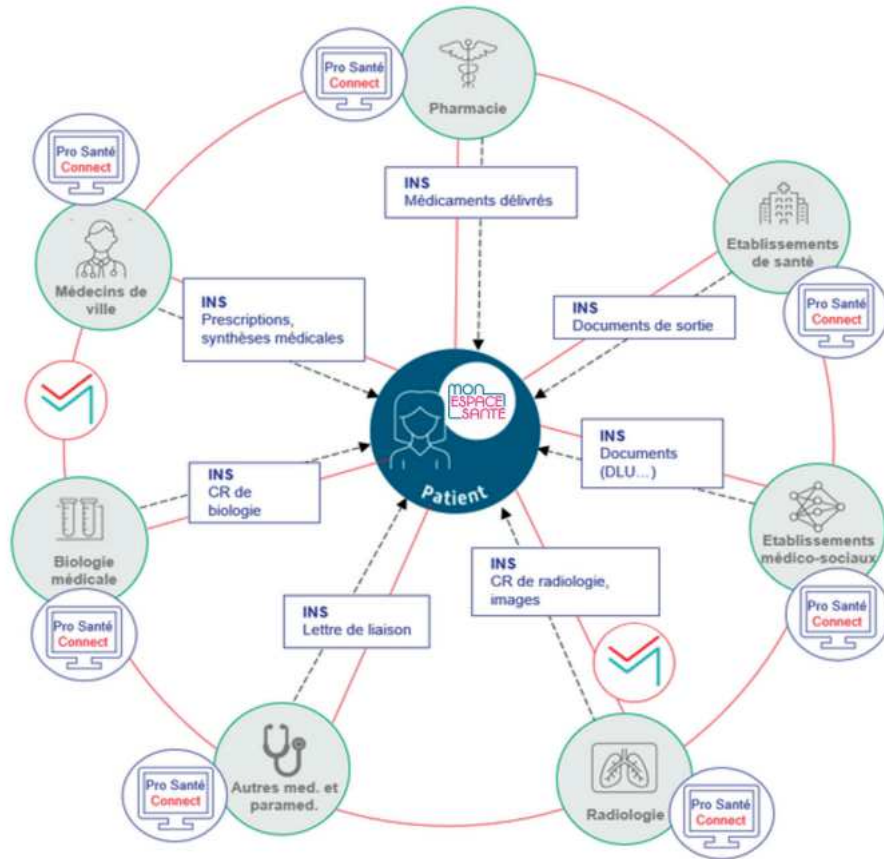 Pro Santé
Connect
Pharmacie
Pro Santé
Connect
Médecins de
ville
INS
Médicaments délivrés
Etablissements
de santé
Pro Santé
Connect
INS
Prescriptions,
synthèses médicales
INS
Documents de sortie
MON
ESPACE
SANTÉ
Patient
INS
Documents
(DLU...)
INS
CR de
biologie
Biologie
médicale
Pro Santé
Connect
Etablissements
médico-sociaux
Pro Santé
Connect
INS
CR de radiologie,
images
INS
Lettre de liaison
Autres med. et
paramed.
Pro Santé
Connect
Radiologie
Pro Santé
Connect